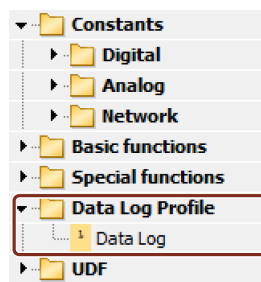 Constants
Digital
Analog
Network
Basic functions
Special functions
Data Log Profile
1 Data Log
UDF